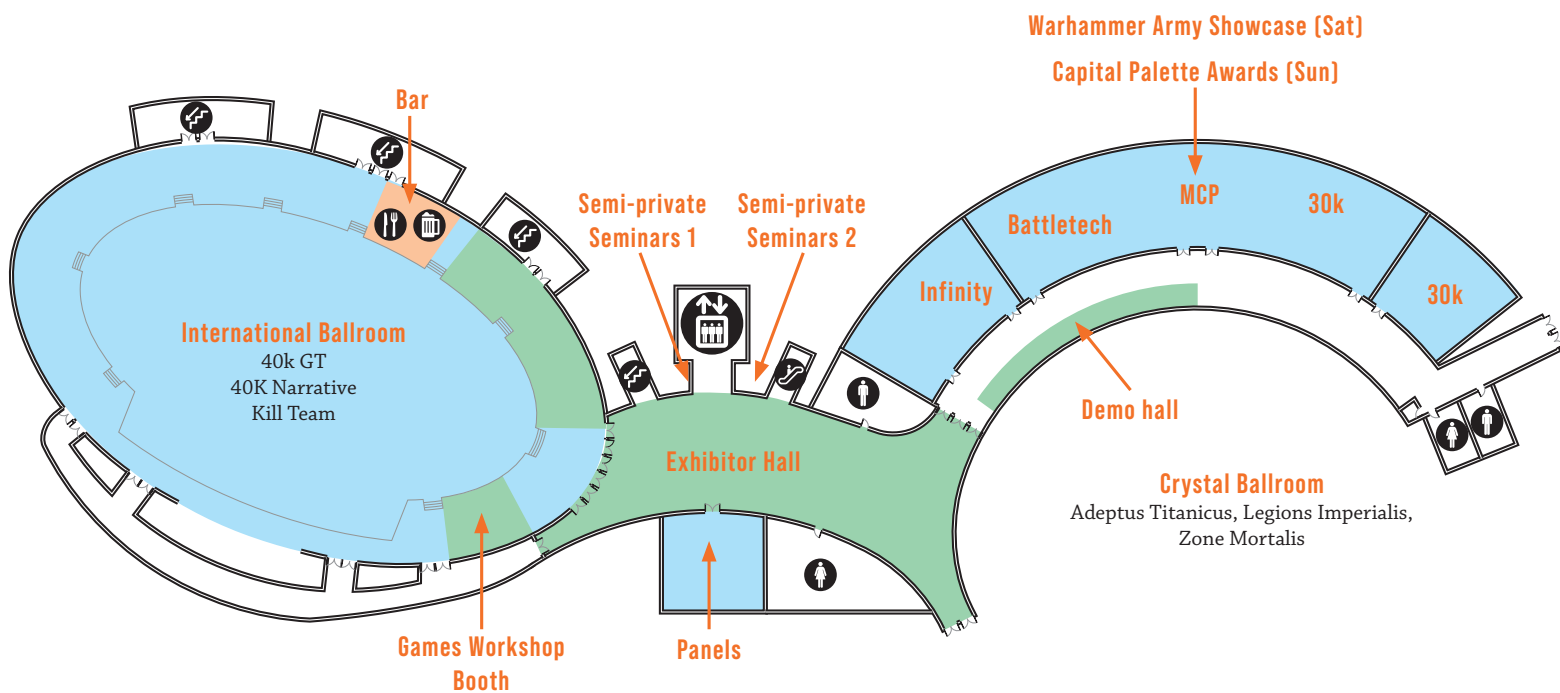 Warhammer Army Showcase (Sat)
Capital Palette Awards (Sun)
Bar
Semi-private
Seminars 1
Semi-private
Seminars 2
MCP
30k
Battletech
Infinity
30k
International Ballroom
40k GT
40K Narrative
Kill Team
Demo hall
Exhibitor Hall
Crystal Ballroom
Adeptus Titanicus, Legions Imperialis,
Zone Mortalis
Games Workshop
Booth
Panels